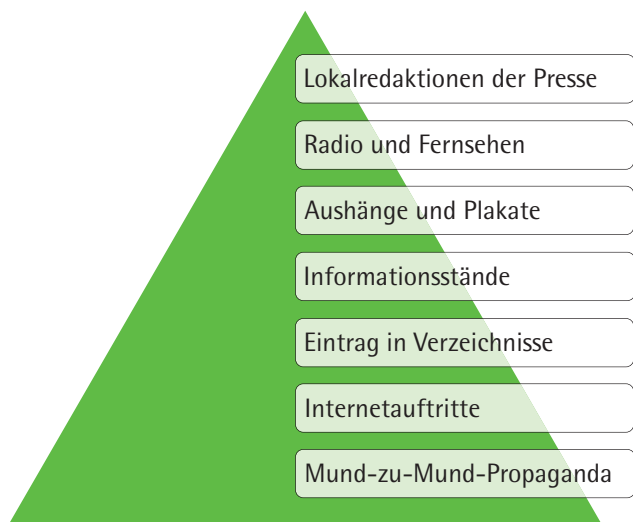 Lokalredaktionen der Presse
Radio und Fernsehen
Aushänge und Plakate
Informationsstände
Eintrag in Verzeichnisse
Internetauftritte
Mund-zu-Mund-Propaganda